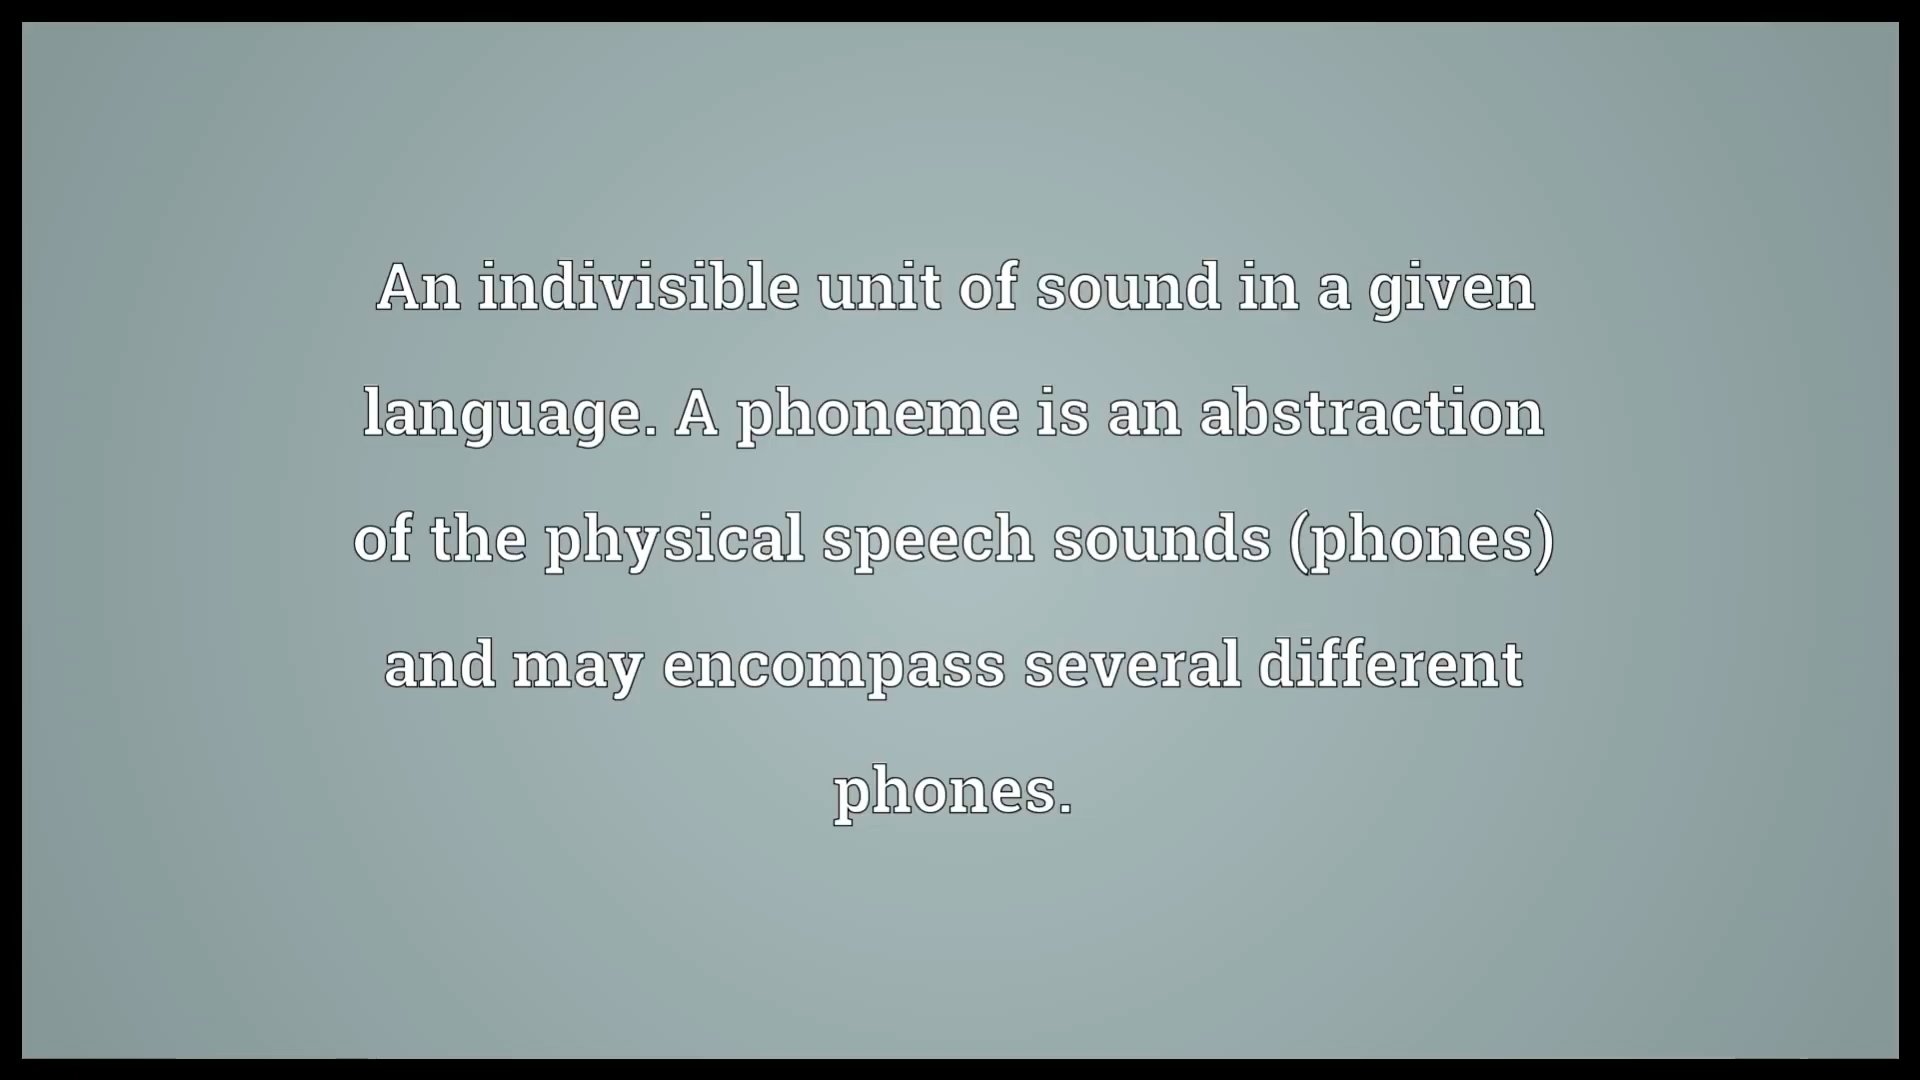 An indivisible unit of sound in a given
language. A phoneme is an abstraction
of the physical speech sounds (phones)
and may encompass several different
phones.